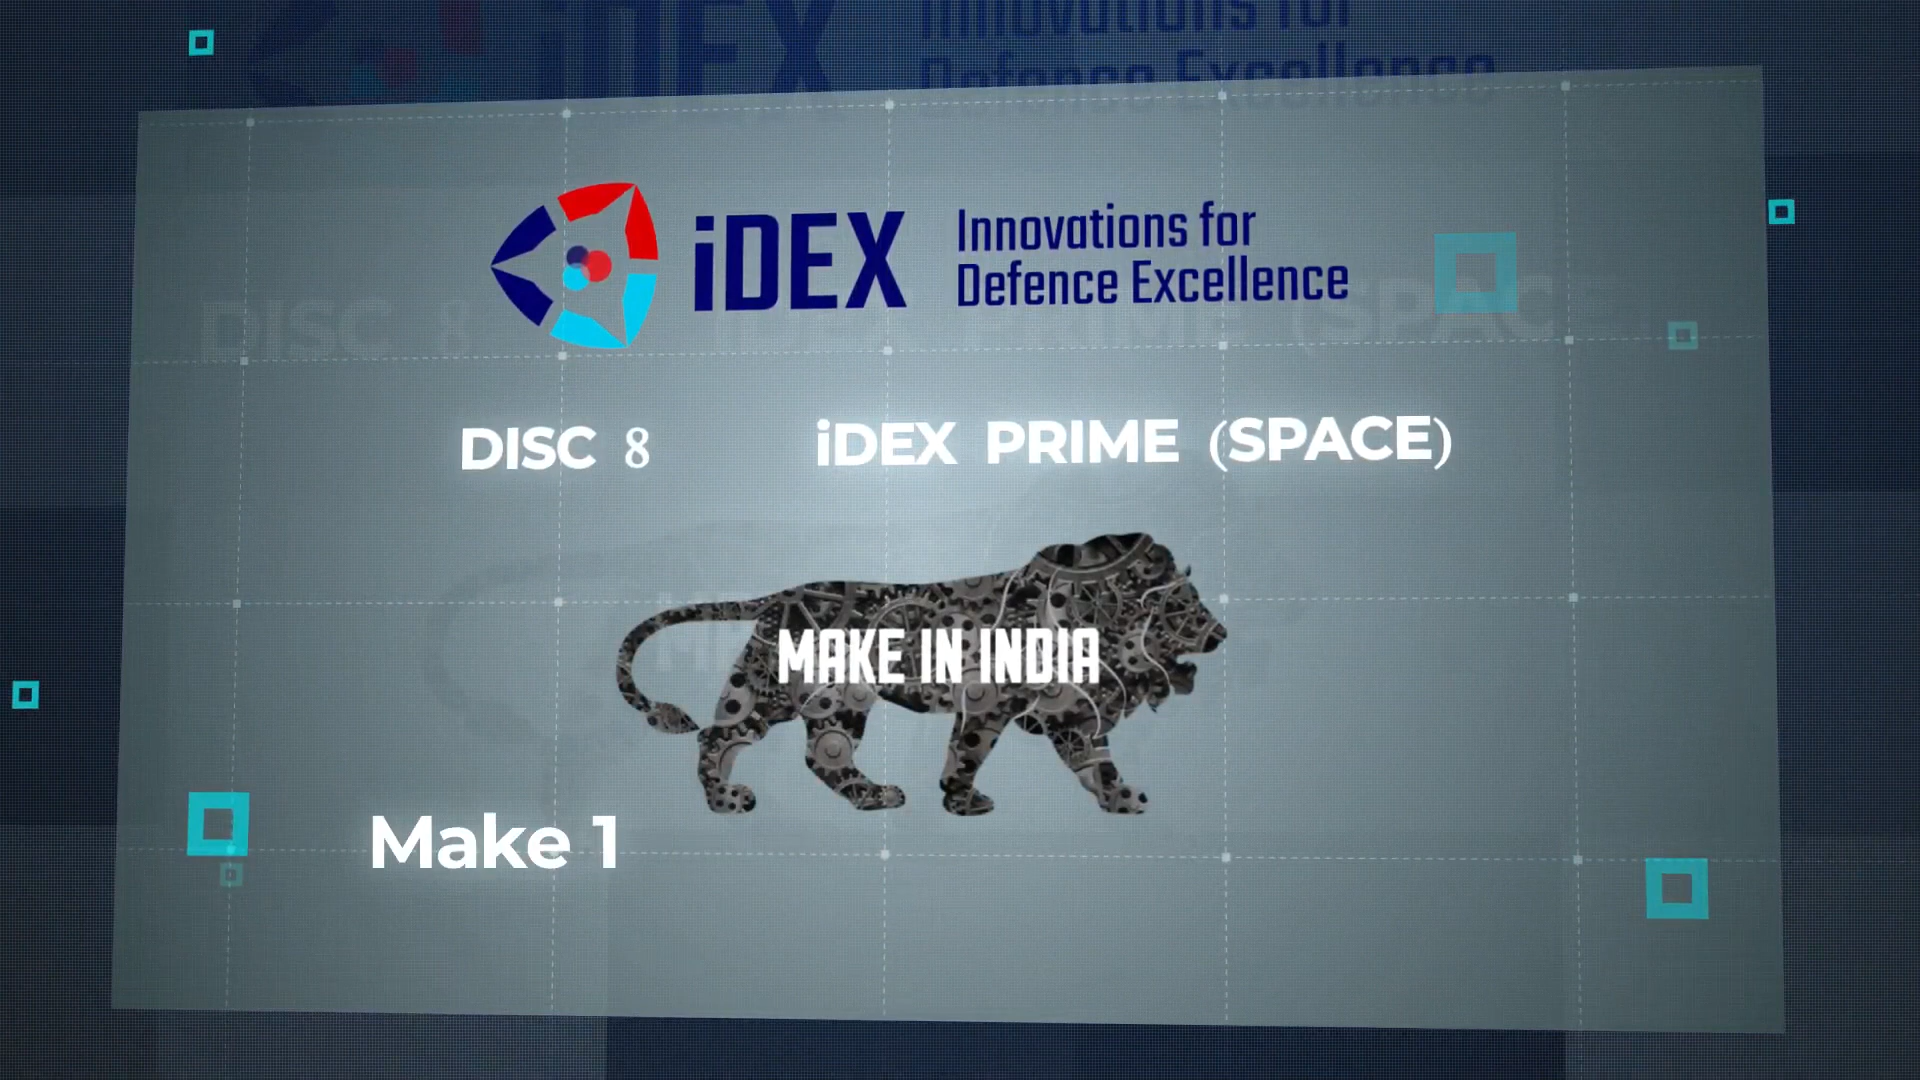 iDEX
Innovations for
Defence Excellence
DISC 8 iDEX PRIME (SPACE)
MAKE IN INDIA
Make 1